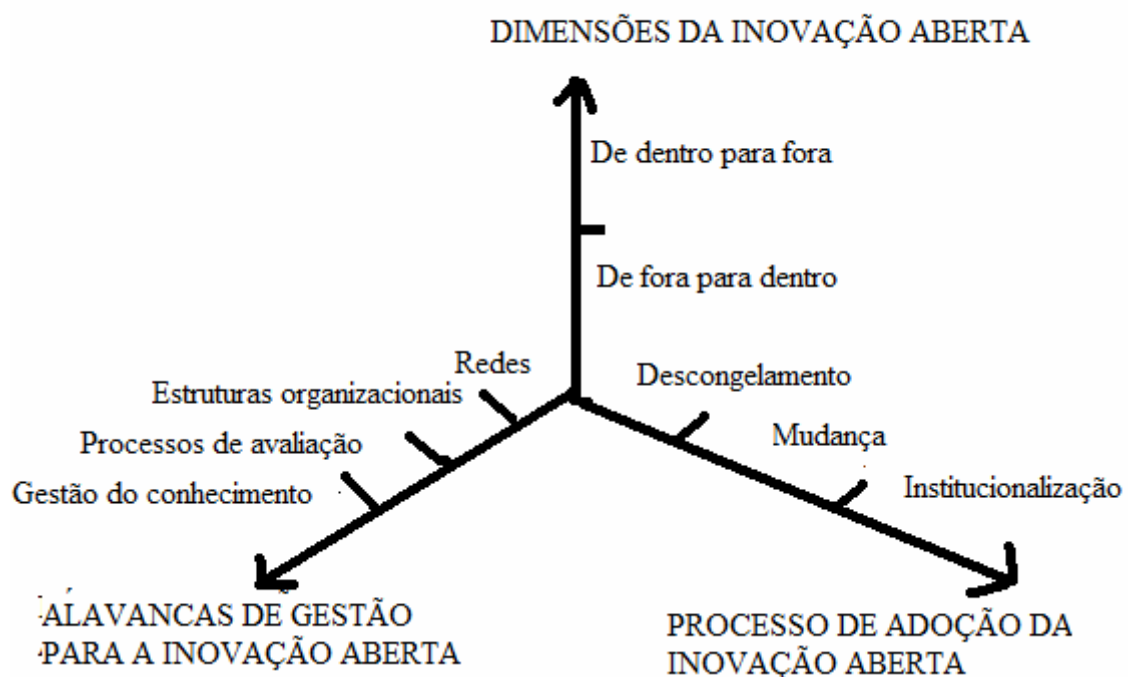 DIMENSÕES DA INOVAÇÃO ABERTA
De dentro para fora
De fora para dentro
Redes
Estruturas organizacionais
Processos de avaliação
Gestão do conhecimento
Descongelamento
Mudança
Institucionalização
ALAVANCAS DE GESTÃO
PARA A INOVAÇÃO ABERTA
PROCESSO DE ADOÇÃO DA
INOVAÇÃO ABERTA